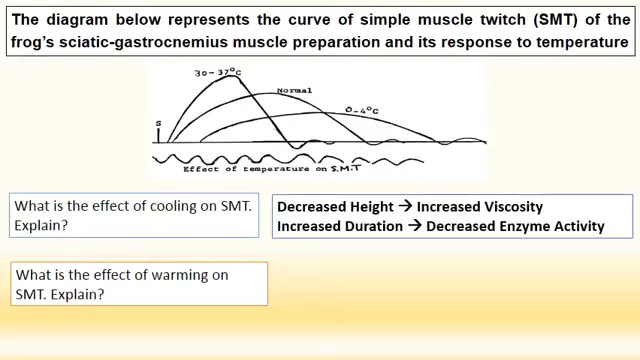 The diagram below represents the curve of simple muscle twitch (SMT) of the
frog's sciatic-gastrocnemius muscle preparation and its response to temperature
30-37°C
Normal
0-4°C
S
Effect of temperature on S.M.T
What is the effect of cooling on SMT.
Explain?
Decreased Height → Increased Viscosity
Increased Duration → Decreased Enzyme Activity
What is the effect of warming on
SMT. Explain?